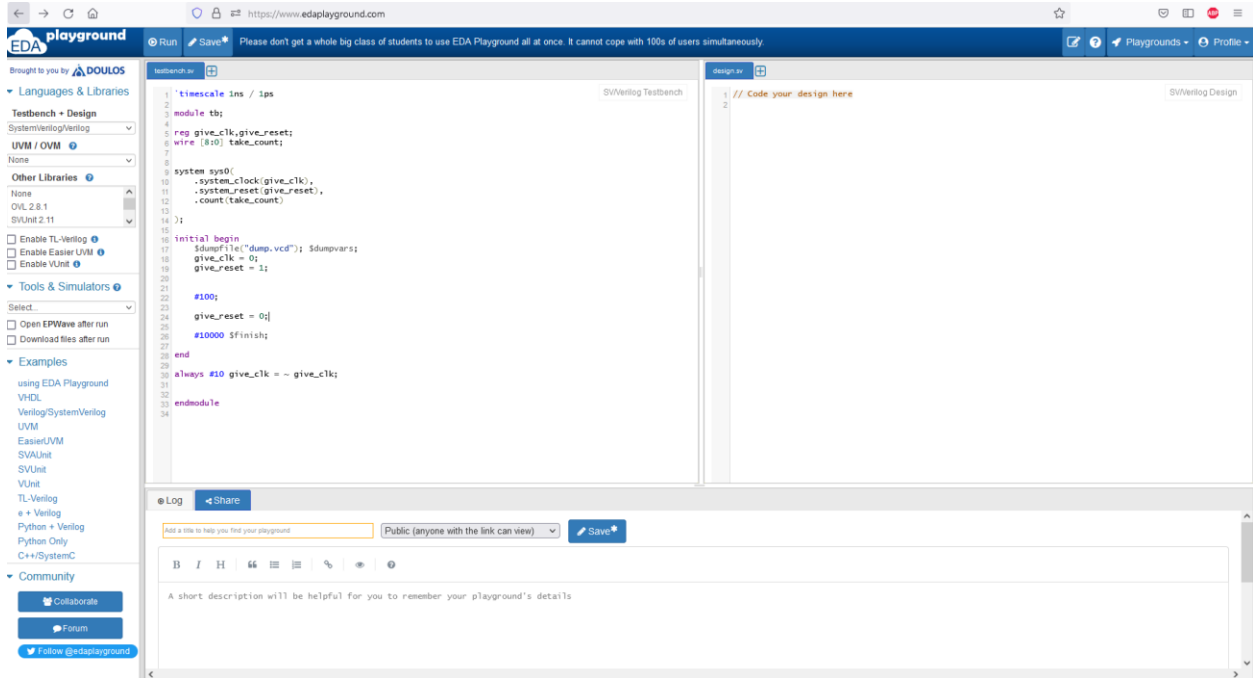 https://www.edaplayground.com
ABP
EDA playground
Run Save* Please don't get a whole big class of students to use EDA Playground all at once. It cannot cope with 100s of users simultaneously. Playgrounds Profile
Brought to you by DOULOS
Languages & Libraries
Testbench + Design
SystemVerilog/Verilog
UVM / OVM
None
Other Libraries
None
OVL 2.8.1
SVUnit 2.11
Enable TL-Verilog
Enable Easier UVM
Enable VUnit
Tools & Simulators
Select...
Open EPWave after run
Download files after run
Examples
using EDA Playground
VHDL
Verilog/SystemVerilog
UVM
EasierUVM
SVAUnit
SVUnit
VUnit
TL-Verilog
e + Verilog
Python + Verilog
Python Only
C++/SystemC
Community
Collaborate
Forum
Follow @edaplayground
testbench.sv
SV/Verilog Testbench
1 `timescale 1ns / 1ps
2
3 module tb;
4
5 reg give_clk,give_reset;
6 wire [8:0] take_count;
7
8
9 system sys0(
10 .system_clock(give_clk),
11 .system_reset(give_reset),
12 .count(take_count)
13
14 );
15
16 initial begin
17 $dumpfile("dump.vcd"); $dumpvars;
18 give_clk = 0;
19 give_reset = 1;
20
21
22 #100;
23
24 give_reset = 0;
25
26 #10000 $finish;
27
28 end
29
30 always #10 give_clk = ~ give_clk;
31
32
33 endmodule
34
design.sv
SV/Verilog Design
1 // Code your design here
2
Log Share
Add a title to help you find your playground
Public (anyone with the link can view)
Save*
B I H
A short description will be helpful for you to remember your playground's details